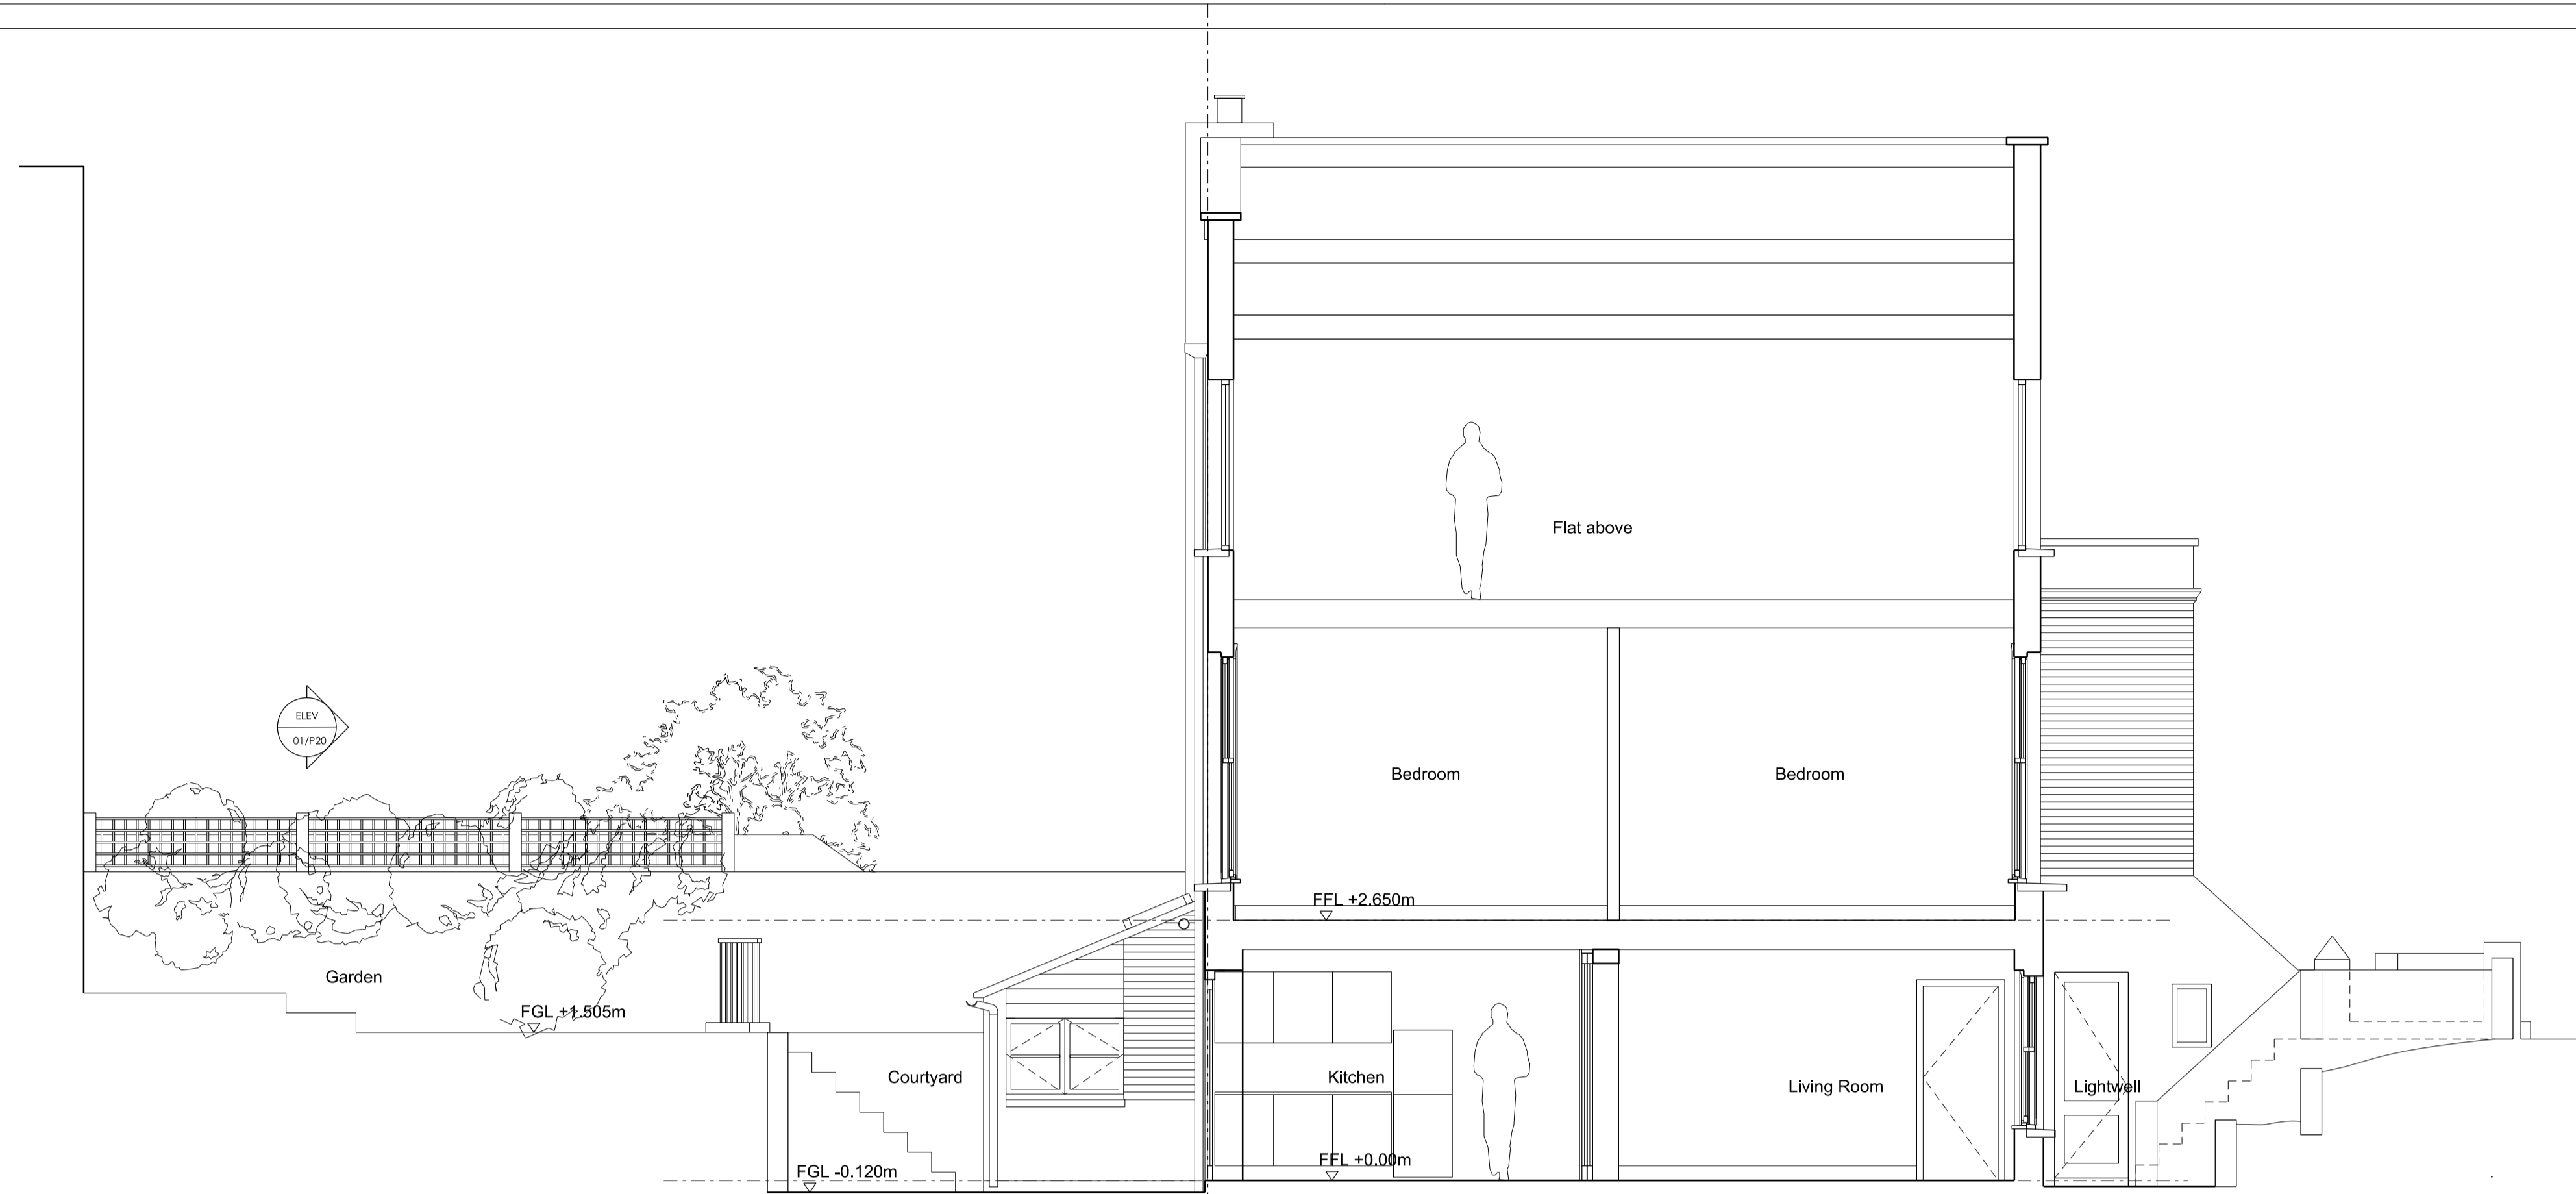 Flat above
ELEV
01/P20
Bedroom
Bedroom
FFL +2.650m
Garden
FGL +1.505m
Courtyard
Kitchen
Living Room
Lightwell
FGL -0.120m
FFL +0.00m